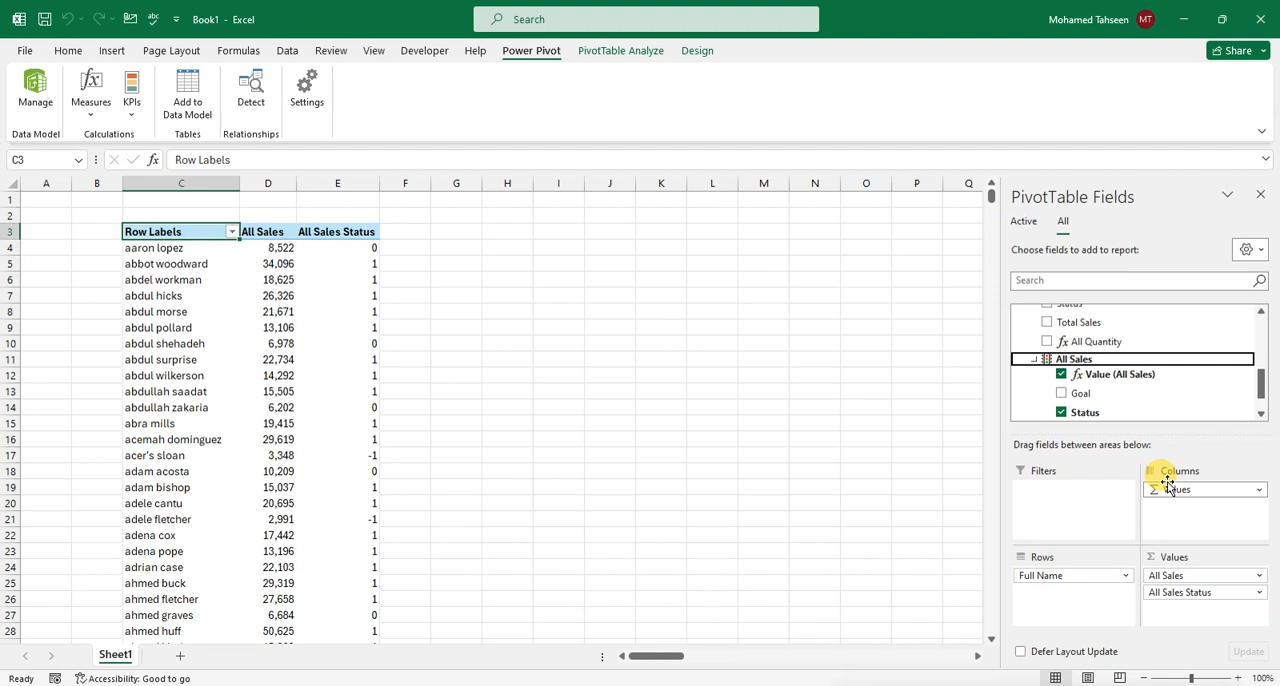 Book1 - Excel
Search
Mohamed Tahseen MT
File Home Insert Page Layout Formulas Data Review View Developer Help Power Pivot PivotTable Analyze Design
Share
Manage Measures KPIs Add to Data Model Detect Settings
Data Model Calculations Tables Relationships
C3 fx Row Labels
A B C D E F G H I J K L M N O P Q
1
2
3 Row Labels All Sales All Sales Status
4 aaron lopez 8,522 0
5 abbot woodward 34,096 1
6 abdel workman 18,625 1
7 abdul hicks 26,326 1
8 abdul morse 21,671 1
9 abdul pollard 13,106 1
10 abdul shehadeh 6,978 0
11 abdul surprise 22,734 1
12 abdul wilkerson 14,292 1
13 abdullah saadat 15,505 1
14 abdullah zakaria 6,202 0
15 abra mills 19,415 1
16 acemah dominguez 29,619 1
17 acer's sloan 3,348 -1
18 adam acosta 10,209 0
19 adam bishop 15,037 1
20 adele cantu 20,695 1
21 adele fletcher 2,991 -1
22 adena cox 17,442 1
23 adena pope 13,196 1
24 adrian case 22,103 1
25 ahmed buck 29,319 1
26 ahmed fletcher 27,658 1
27 ahmed graves 6,684 0
28 ahmed huff 50,625 1
PivotTable Fields
Active All
Choose fields to add to report:
Search
Total Sales
fx All Quantity
All Sales
fx Value (All Sales)
Goal
Status
Drag fields between areas below:
Filters Columns
Rows Values
Full Name All Sales
All Sales Status
Defer Layout Update Update
Sheet1
Ready Accessibility: Good to go 100%